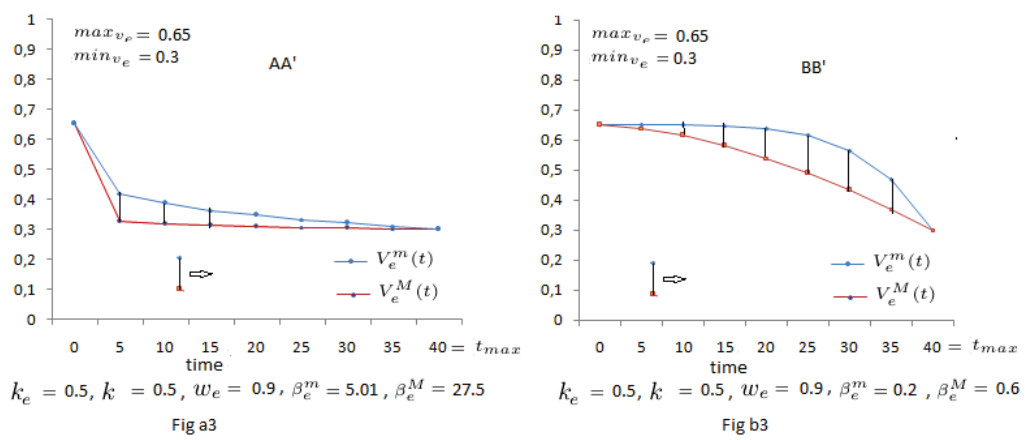 1
0,9
0,8
0,7
0,6
0,5
0,4
0,3
0,2
0,1
0
max_{v_e} = 0.65
min_{v_e} = 0.3
AA'
V_e^m(t)
V_e^M(t)
0 5 10 15 20 25 30 35 40 = t_{max}
time
k_e = 0.5, k = 0.5, w_e = 0.9, β_e^m = 5.01, β_e^M = 27.5
Fig a3
1
0,9
0,8
0,7
0,6
0,5
0,4
0,3
0,2
0,1
0
max_{v_e} = 0.65
min_{v_e} = 0.3
BB'
V_e^m(t)
V_e^M(t)
0 5 10 15 20 25 30 35 40 = t_{max}
time
k_e = 0.5, k = 0.5, w_e = 0.9, β_e^m = 0.2, β_e^M = 0.6
Fig b3